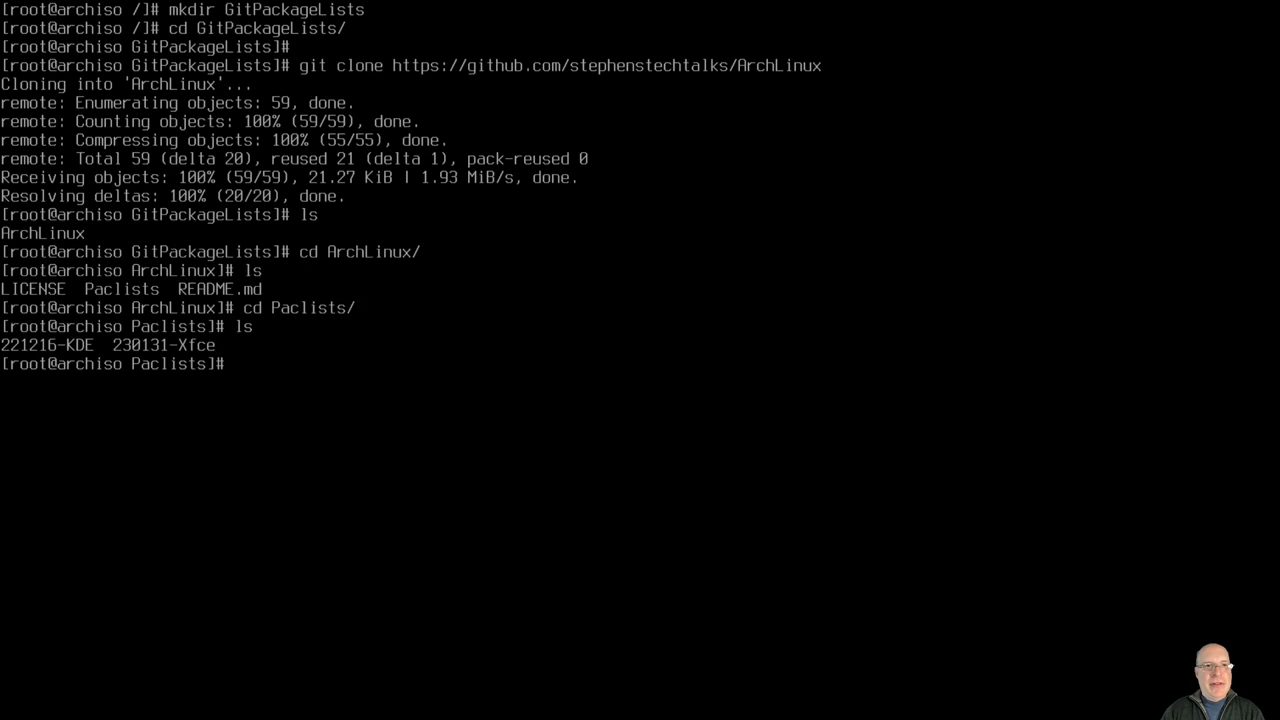 [root@archiso /]# mkdir GitPackageLists
[root@archiso /]# cd GitPackageLists/
[root@archiso GitPackageLists]#
[root@archiso GitPackageLists]# git clone https://github.com/stephenstechtalks/ArchLinux
Cloning into 'ArchLinux'...
remote: Enumerating objects: 59, done.
remote: Counting objects: 100% (59/59), done.
remote: Compressing objects: 100% (55/55), done.
remote: Total 59 (delta 20), reused 21 (delta 1), pack-reused 0
Receiving objects: 100% (59/59), 21.27 KiB | 1.93 MiB/s, done.
Resolving deltas: 100% (20/20), done.
[root@archiso GitPackageLists]# ls
ArchLinux
[root@archiso GitPackageLists]# cd ArchLinux/
[root@archiso ArchLinux]# ls
LICENSE  Paclists  README.md
[root@archiso ArchLinux]# cd Paclists/
[root@archiso Paclists]# ls
221216-KDE  230131-Xfce
[root@archiso Paclists]#